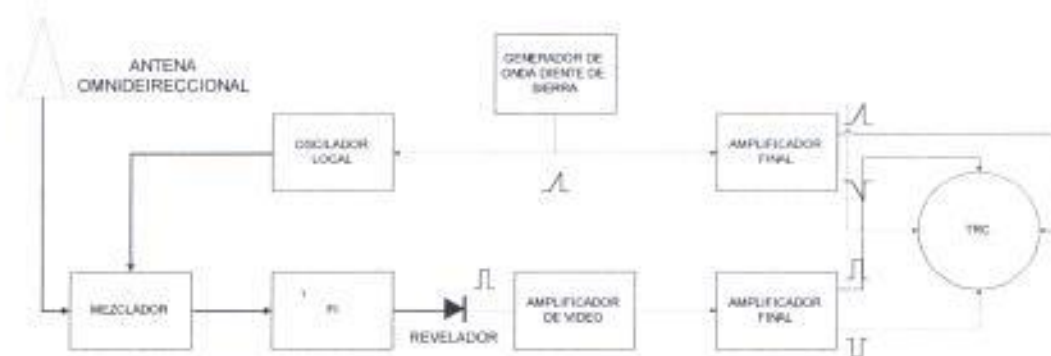 ANTENA
OMNIDEIRECCIONAL
GENERADOR DE
ONDA DIENTE DE
SIERRA
OSCILADOR
LOCAL
AMPLIFICADOR
FINAL
TRC
MEZCLADOR
FI
REVELADOR
AMPLIFICADOR
DE VIDEO
AMPLIFICADOR
FINAL